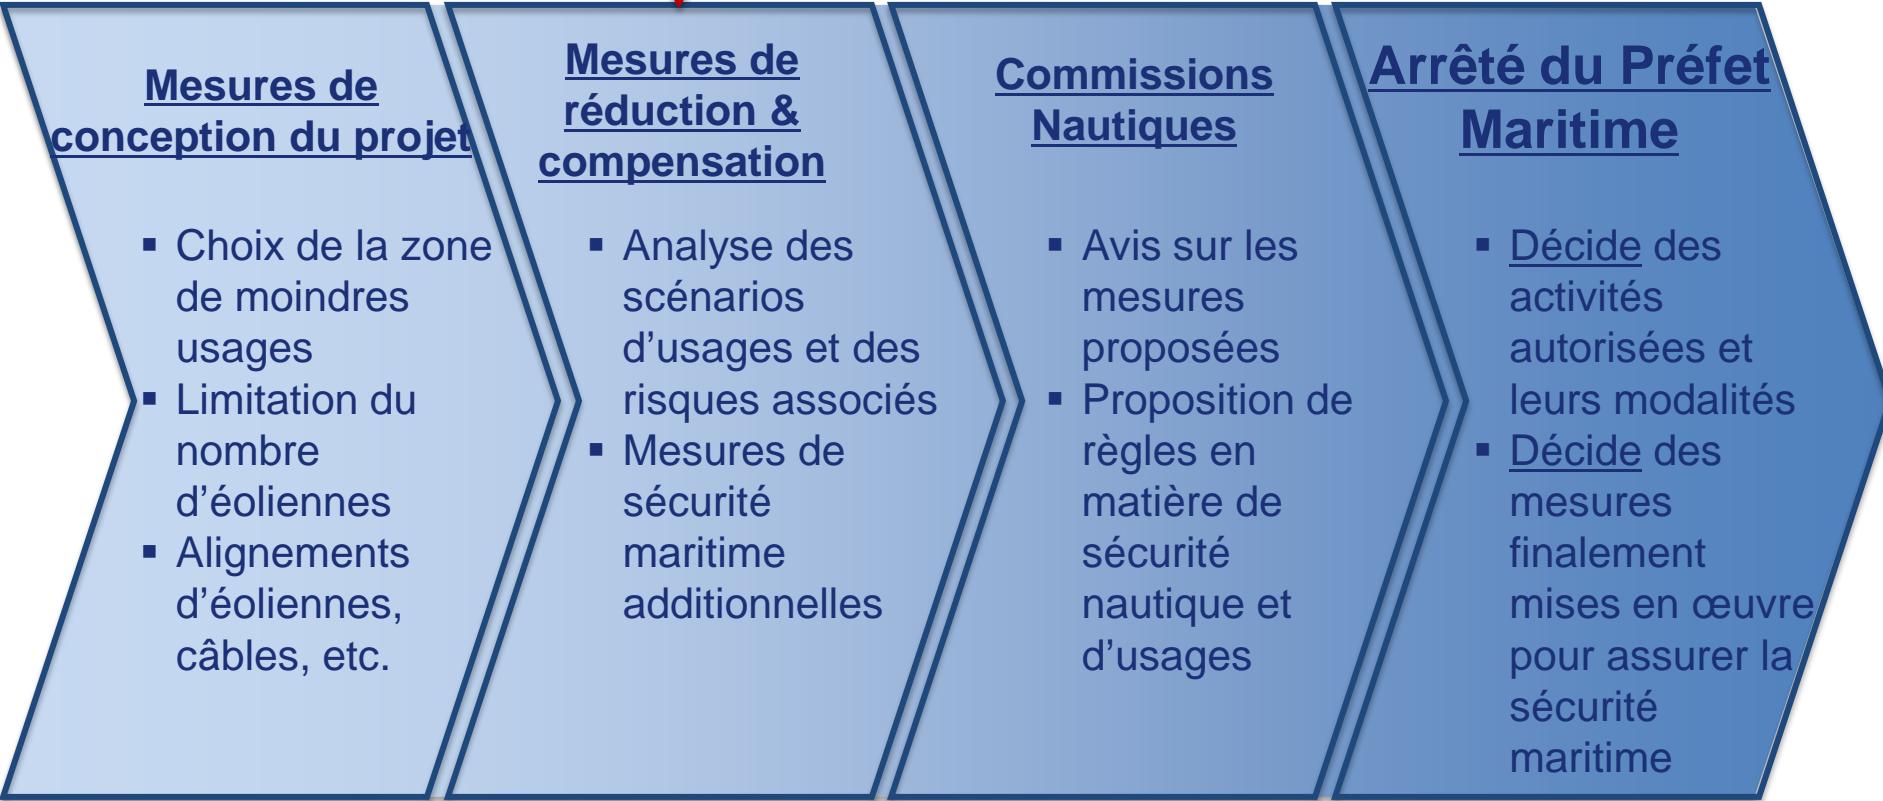 Mesures de
conception du projet
▪ Choix de la zone
de moindres
usages
▪ Limitation du
nombre
d’éoliennes
▪ Alignements
d’éoliennes,
câbles, etc.
Mesures de
réduction &
compensation
▪ Analyse des
scénarios
d’usages et des
risques associés
▪ Mesures de
sécurité
maritime
additionnelles
Commissions
Nautiques
▪ Avis sur les
mesures
proposées
▪ Proposition de
règles en
matière de
sécurité
nautique et
d’usages
Arrêté du Préfet
Maritime
▪ Décide des
activités
autorisées et
leurs modalités
▪ Décide des
mesures
finalement
mises en œuvre
pour assurer la
sécurité
maritime